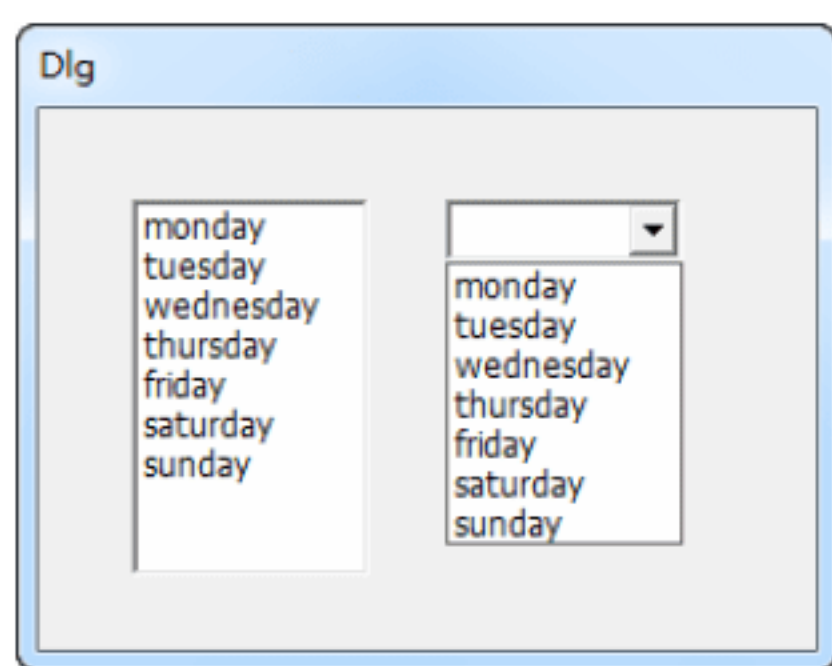 Dlg
monday
tuesday
wednesday
thursday
friday
saturday
sunday
monday
tuesday
wednesday
thursday
friday
saturday
sunday